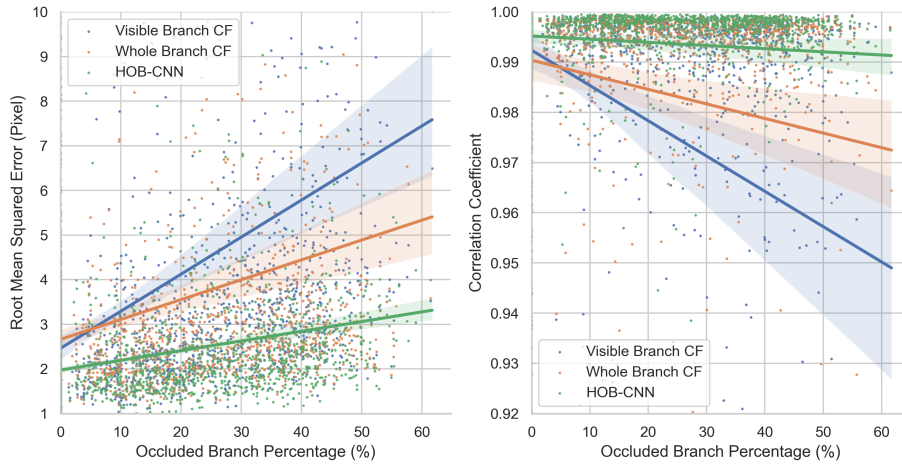 Root Mean Squared Error (Pixel)
10
9
8
7
6
5
4
3
2
1
Visible Branch CF
Whole Branch CF
HOB-CNN
0 10 20 30 40 50 60
Occluded Branch Percentage (%)
Correlation Coefficient
1.00
0.99
0.98
0.97
0.96
0.95
0.94
0.93
0.92
Visible Branch CF
Whole Branch CF
HOB-CNN
0 10 20 30 40 50 60
Occluded Branch Percentage (%)